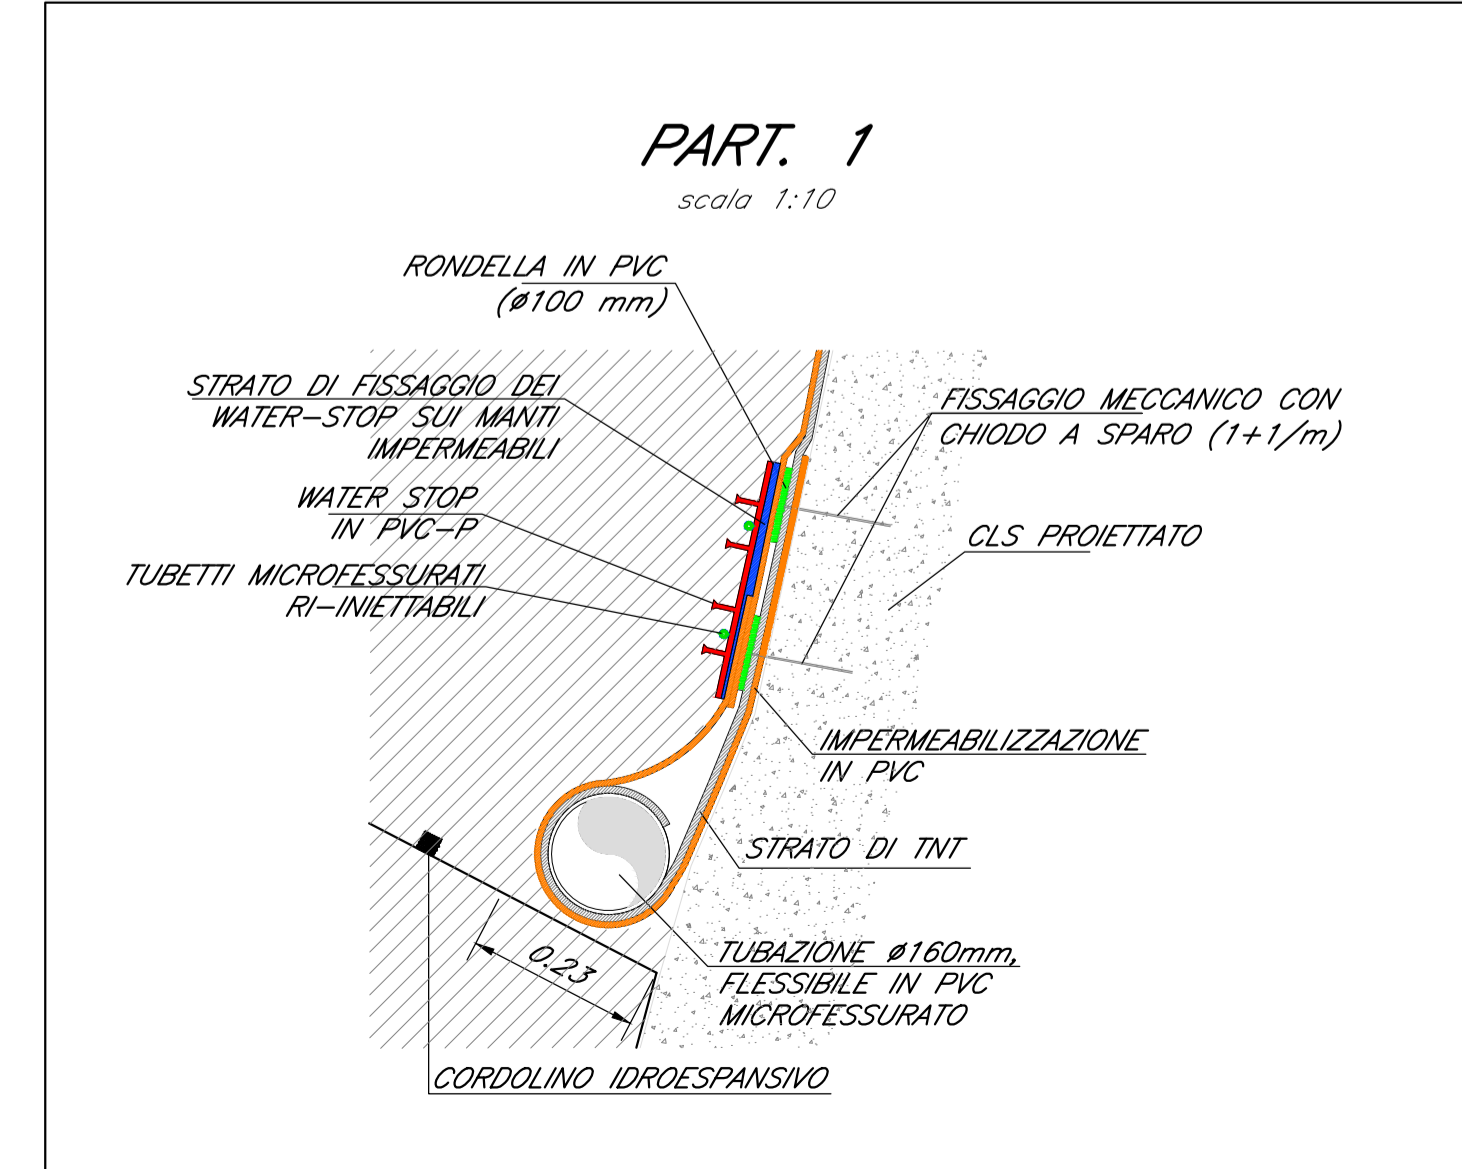 PART. 1
scala 1:10
RONDELLA IN PVC
(ø100 mm)
STRATO DI FISSAGGIO DEI
WATER-STOP SUI MANTI
IMPERMEABILI
WATER STOP
IN PVC-P
TUBETTI MICROFESSURATI
RI-INIETTABILI
FISSAGGIO MECCANICO CON
CHIODO A SPARO (1+1/m)
CLS PROIETTATO
IMPERMEABILIZZAZIONE
IN PVC
STRATO DI TNT
TUBAZIONE ø160mm,
FLESSIBILE IN PVC
MICROFESSURATO
0.23
CORDOLINO IDROESPANSIVO